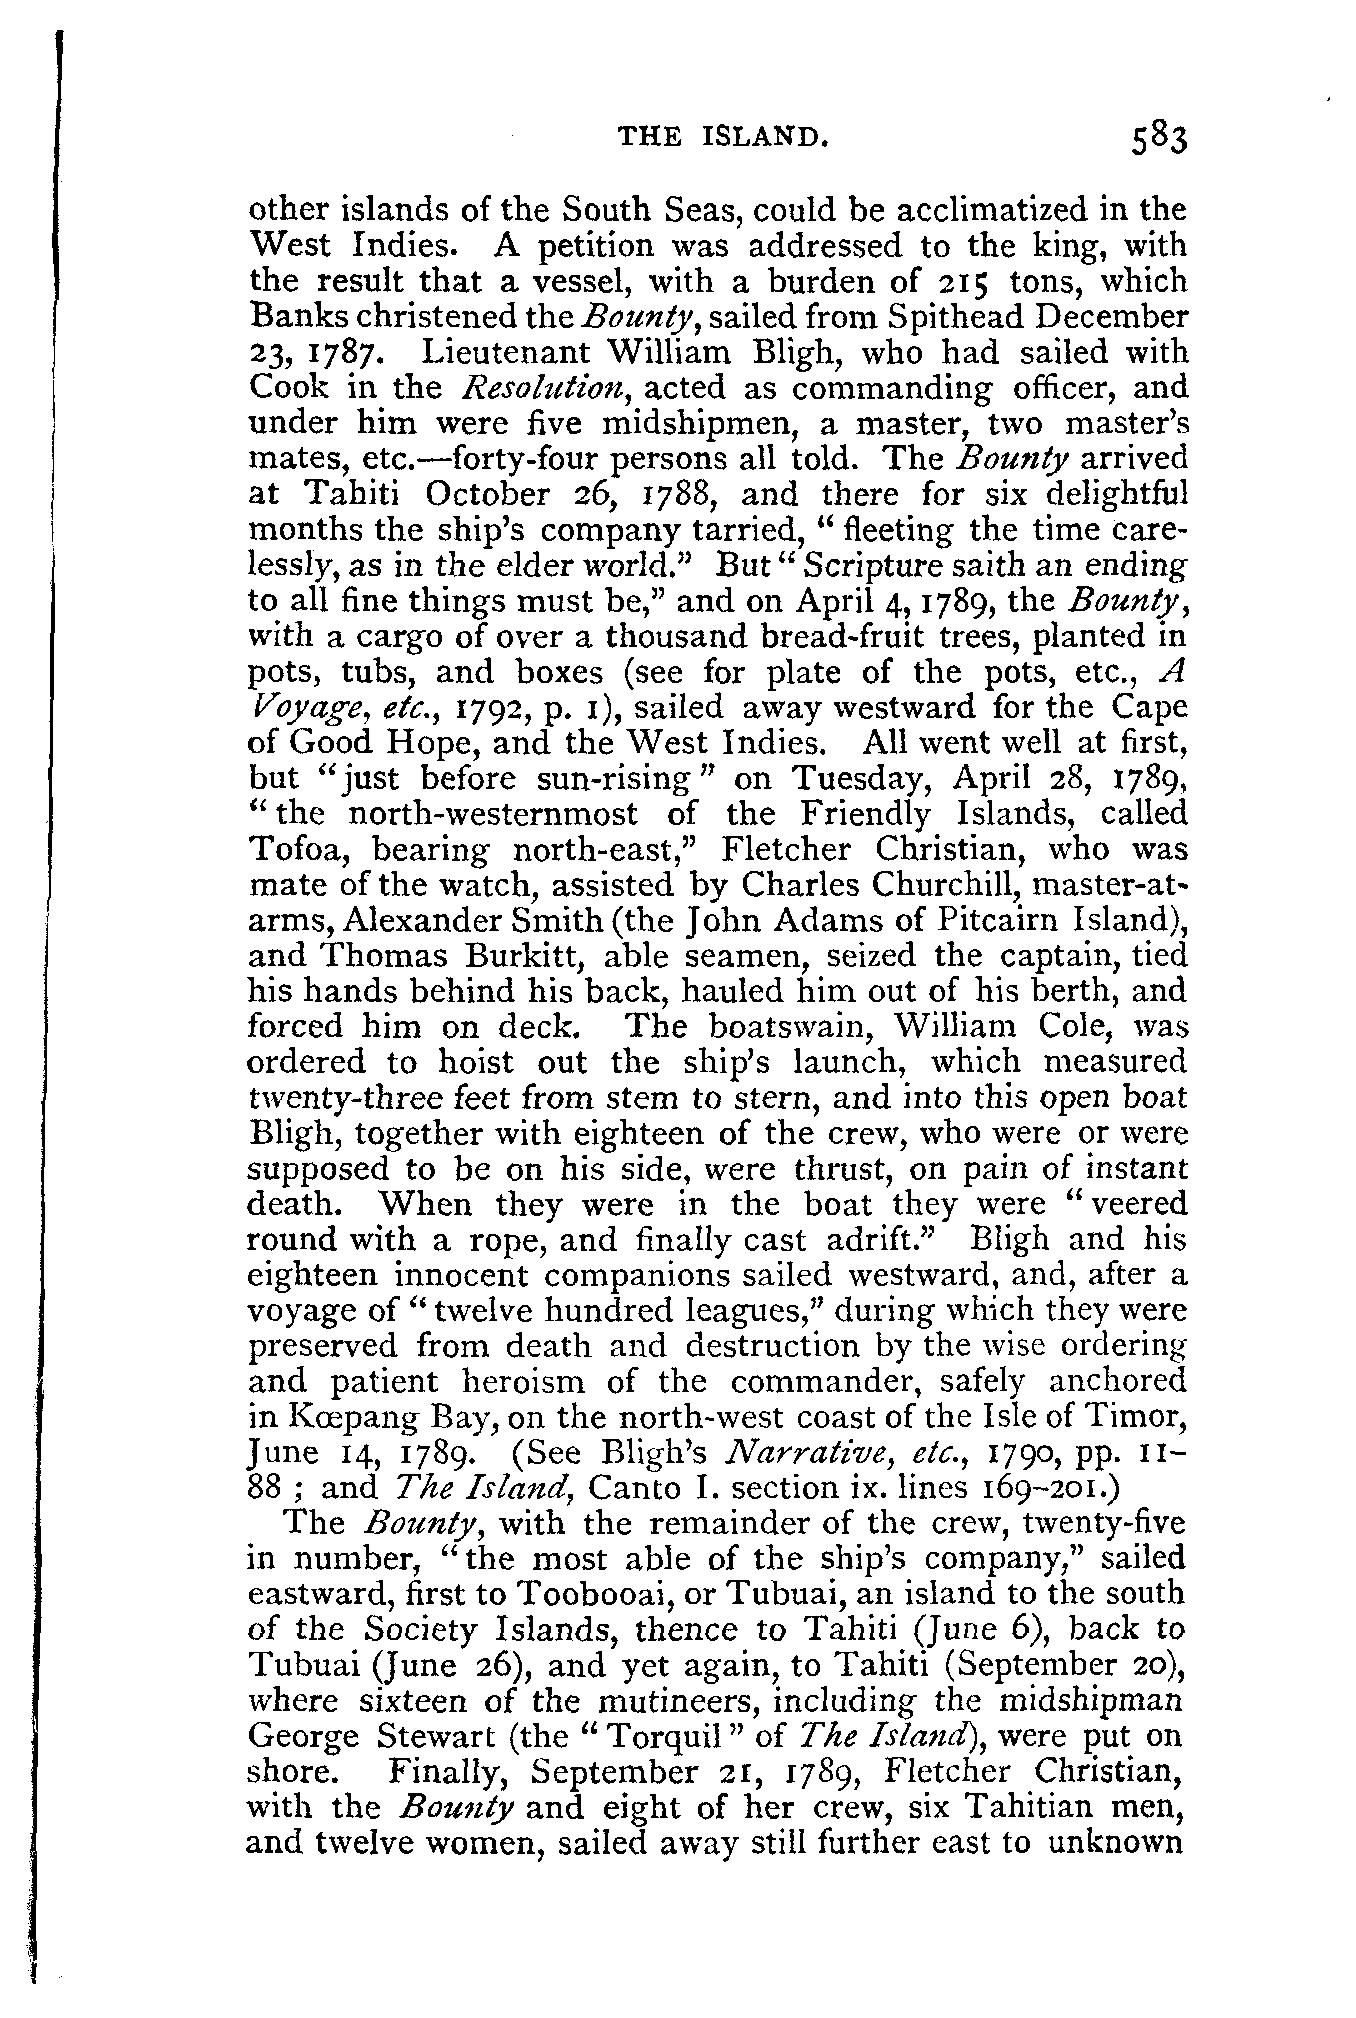 THE ISLAND. 583
other islands of the South Seas, could be acclimatized in the
West Indies. A petition was addressed to the king, with
the result that a vessel, with a burden of 215 tons, which
Banks christened the Bounty, sailed from Spithead December
23, 1787. Lieutenant William Bligh, who had sailed with
Cook in the Resolution, acted as commanding officer, and
under him were five midshipmen, a master, two master's
mates, etc.—forty-four persons all told. The Bounty arrived
at Tahiti October 26, 1788, and there for six delightful
months the ship's company tarried, “ fleeting the time care-
lessly, as in the elder world.” But “ Scripture saith an ending
to all fine things must be,” and on April 4, 1789, the Bounty,
with a cargo of over a thousand bread-fruit trees, planted in
pots, tubs, and boxes (see for plate of the pots, etc., A
Voyage, etc., 1792, p. 1), sailed away westward for the Cape
of Good Hope, and the West Indies. All went well at first,
but “just before sun-rising ” on Tuesday, April 28, 1789,
“ the north-westernmost of the Friendly Islands, called
Tofoa, bearing north-east,” Fletcher Christian, who was
mate of the watch, assisted by Charles Churchill, master-at-
arms, Alexander Smith (the John Adams of Pitcairn Island),
and Thomas Burkitt, able seamen, seized the captain, tied
his hands behind his back, hauled him out of his berth, and
forced him on deck. The boatswain, William Cole, was
ordered to hoist out the ship's launch, which measured
twenty-three feet from stem to stern, and into this open boat
Bligh, together with eighteen of the crew, who were or were
supposed to be on his side, were thrust, on pain of instant
death. When they were in the boat they were “ veered
round with a rope, and finally cast adrift.” Bligh and his
eighteen innocent companions sailed westward, and, after a
voyage of “ twelve hundred leagues,” during which they were
preserved from death and destruction by the wise ordering
and patient heroism of the commander, safely anchored
in Kœpang Bay, on the north-west coast of the Isle of Timor,
June 14, 1789. (See Bligh's Narrative, etc., 1790, pp. 11–
88 ; and The Island, Canto I. section ix. lines 169–201.)
The Bounty, with the remainder of the crew, twenty-five
in number, “the most able of the ship's company,” sailed
eastward, first to Toobooai, or Tubuai, an island to the south
of the Society Islands, thence to Tahiti (June 6), back to
Tubuai (June 26), and yet again, to Tahiti (September 20),
where sixteen of the mutineers, including the midshipman
George Stewart (the “ Torquil ” of The Island), were put on
shore. Finally, September 21, 1789, Fletcher Christian,
with the Bounty and eight of her crew, six Tahitian men,
and twelve women, sailed away still further east to unknown